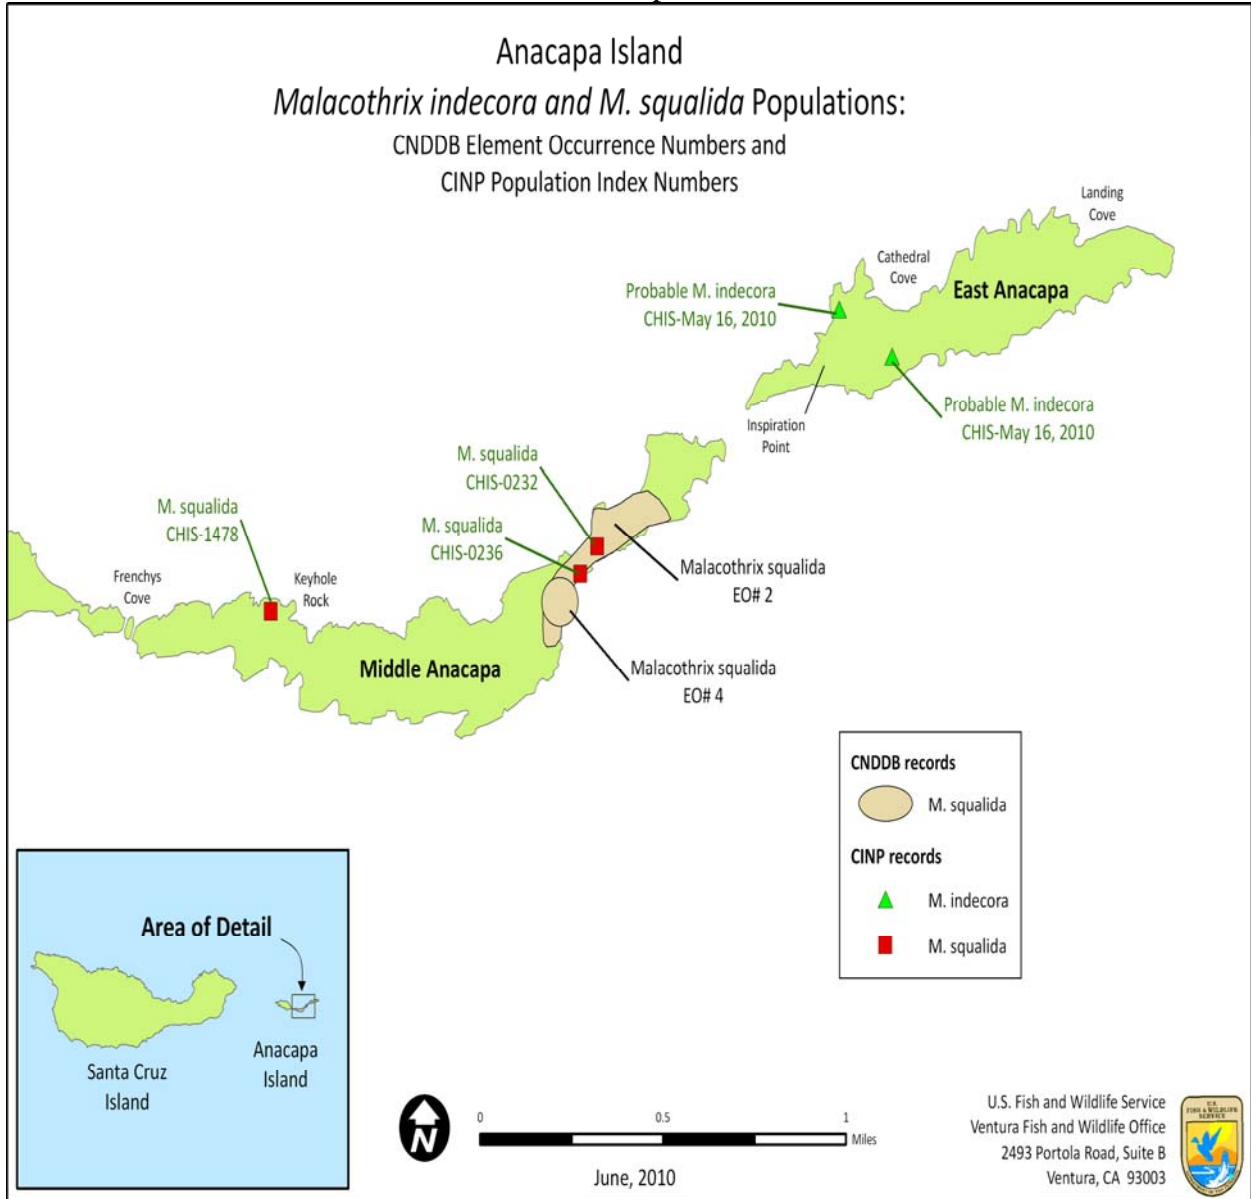 Anacapa Island
Malacothrix indecora and M. squalida Populations:
CNDDB Element Occurrence Numbers and
CINP Population Index Numbers
Landing
Cove
Cathedral
Cove
East Anacapa
Probable M. indecora
CHIS-May 16, 2010
Probable M. indecora
CHIS-May 16, 2010
Inspiration
Point
M. squalida
CHIS-0232
M. squalida
CHIS-0236
M. squalida
CHIS-1478
Frenchys
Cove
Keyhole
Rock
Malacothrix squalida
EO# 2
Middle Anacapa
Malacothrix squalida
EO# 4
CNDDB records
M. squalida
CINP records
M. indecora
M. squalida
Area of Detail
Santa Cruz
Island
Anacapa
Island
N
0 0.5 1
Miles
June, 2010
U.S. Fish and Wildlife Service
Ventura Fish and Wildlife Office
2493 Portola Road, Suite B
Ventura, CA 93003
U.S.
FISH & WILDLIFE
SERVICE